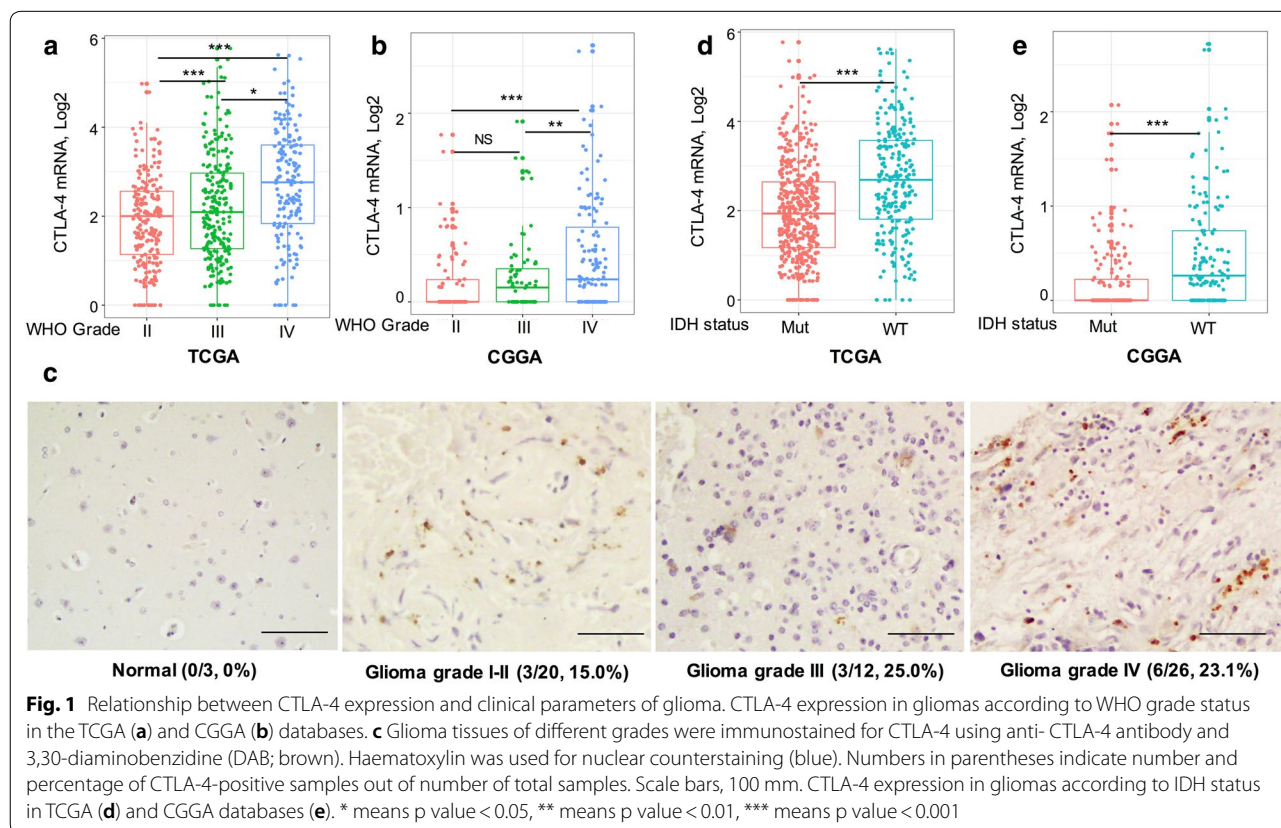 a
6
4
2
0
CTLA-4 mRNA, Log2
***
***
*
WHO Grade II III IV
TCGA
b
2
1
0
CTLA-4 mRNA, Log2
***
NS
**
WHO Grade II III IV
CGGA
d
6
4
2
0
CTLA-4 mRNA, Log2
***
IDH status Mut WT
TCGA
e
2
1
0
CTLA-4 mRNA, Log2
***
IDH status Mut WT
CGGA
c
Normal (0/3, 0%) Glioma grade I-II (3/20, 15.0%) Glioma grade III (3/12, 25.0%) Glioma grade IV (6/26, 23.1%)
Fig. 1 Relationship between CTLA-4 expression and clinical parameters of glioma. CTLA-4 expression in gliomas according to WHO grade status
in the TCGA (a) and CGGA (b) databases. c Glioma tissues of different grades were immunostained for CTLA-4 using anti- CTLA-4 antibody and
3,30-diaminobenzidine (DAB; brown). Haematoxylin was used for nuclear counterstaining (blue). Numbers in parentheses indicate number and
percentage of CTLA-4-positive samples out of number of total samples. Scale bars, 100 mm. CTLA-4 expression in gliomas according to IDH status
in TCGA (d) and CGGA databases (e). * means p value < 0.05, ** means p value < 0.01, *** means p value < 0.001